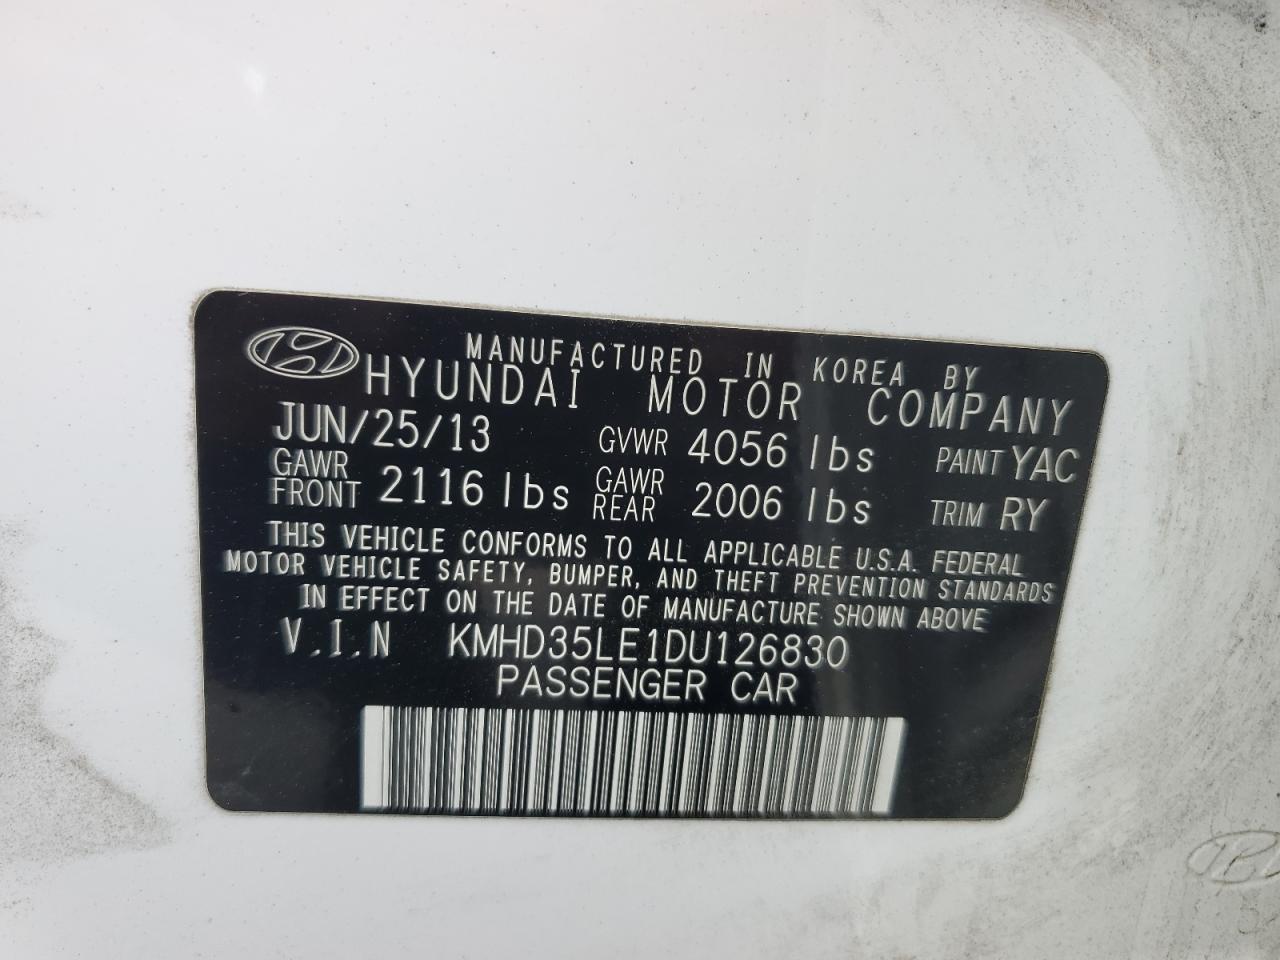 MANUFACTURED IN KOREA BY
HYUNDAI MOTOR COMPANY
JUN/25/13 GVWR 4056 lbs PAINT YAC
GAWR FRONT 2116 lbs GAWR REAR 2006 lbs TRIM RY
THIS VEHICLE CONFORMS TO ALL APPLICABLE U.S.A. FEDERAL
MOTOR VEHICLE SAFETY, BUMPER, AND THEFT PREVENTION STANDARDS
IN EFFECT ON THE DATE OF MANUFACTURE SHOWN ABOVE
V.I.N KMHD35LE1DU126830
PASSENGER CAR